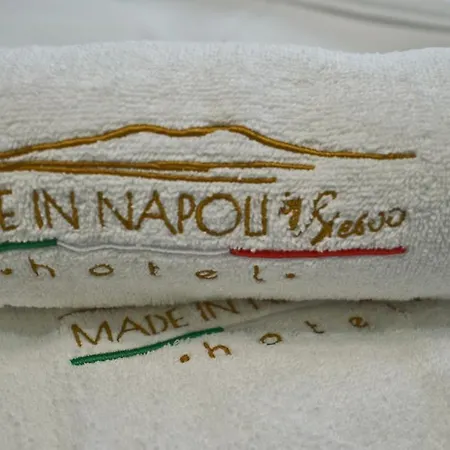 E IN NAPOLI
.hotel.
MADE IN
.hote